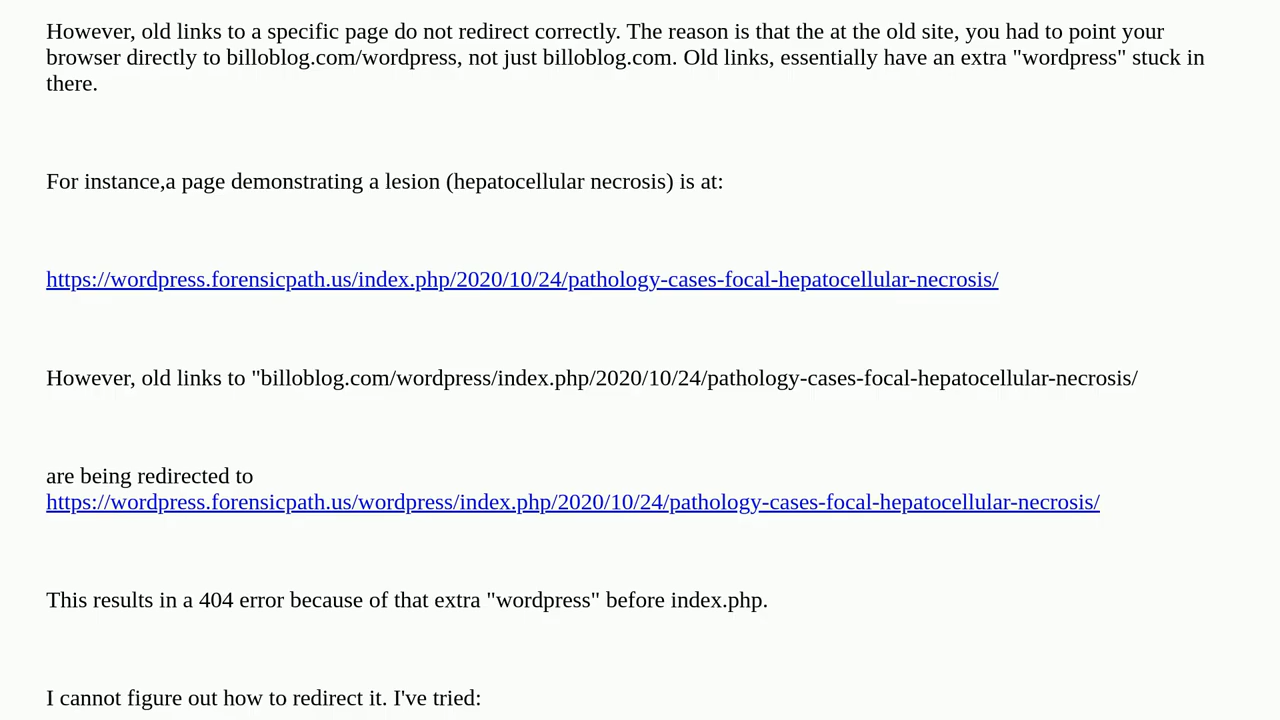 However, old links to a specific page do not redirect correctly. The reason is that the at the old site, you had to point your
browser directly to billoblog.com/wordpress, not just billoblog.com. Old links, essentially have an extra "wordpress" stuck in
there.
For instance,a page demonstrating a lesion (hepatocellular necrosis) is at:
https://wordpress.forensicpath.us/index.php/2020/10/24/pathology-cases-focal-hepatocellular-necrosis/
However, old links to "billoblog.com/wordpress/index.php/2020/10/24/pathology-cases-focal-hepatocellular-necrosis/
are being redirected to
https://wordpress.forensicpath.us/wordpress/index.php/2020/10/24/pathology-cases-focal-hepatocellular-necrosis/
This results in a 404 error because of that extra "wordpress" before index.php.
I cannot figure out how to redirect it. I've tried: